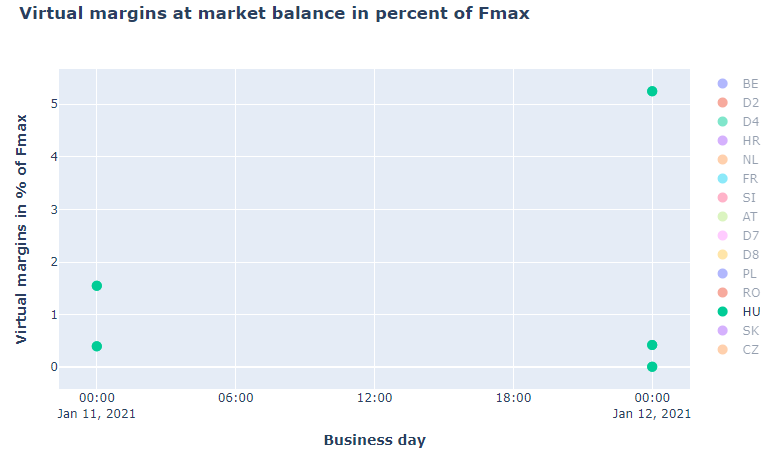 Virtual margins at market balance in percent of Fmax
Virtual margins in % of Fmax
5
4
3
2
1
0
00:00
Jan 11, 2021
06:00
12:00
18:00
00:00
Jan 12, 2021
Business day
BE
D2
D4
HR
NL
FR
SI
AT
D7
D8
PL
RO
HU
SK
CZ